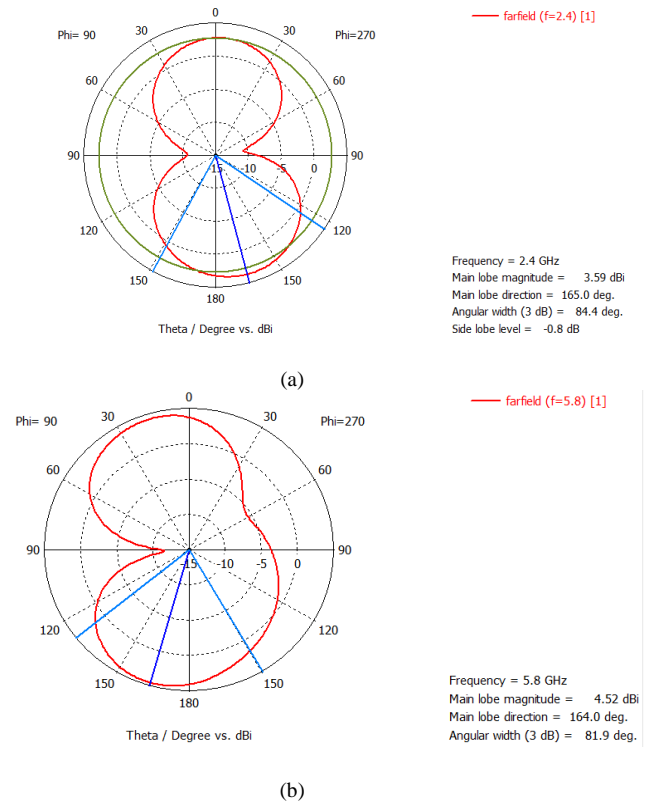 0
farfield (f=2.4) [1]
Phi= 90
30
30
Phi=270
60
60
90
-15
-10
-5
0
90
120
120
150
150
180
Frequency = 2.4 GHz
Main lobe magnitude = 3.59 dBi
Main lobe direction = 165.0 deg.
Angular width (3 dB) = 84.4 deg.
Side lobe level = -0.8 dB
Theta / Degree vs. dBi
(a)
0
farfield (f=5.8) [1]
Phi= 90
30
30
Phi=270
60
60
90
-15
-10
-5
0
90
120
120
150
150
180
Frequency = 5.8 GHz
Main lobe magnitude = 4.52 dBi
Main lobe direction = 164.0 deg.
Angular width (3 dB) = 81.9 deg.
Theta / Degree vs. dBi
(b)